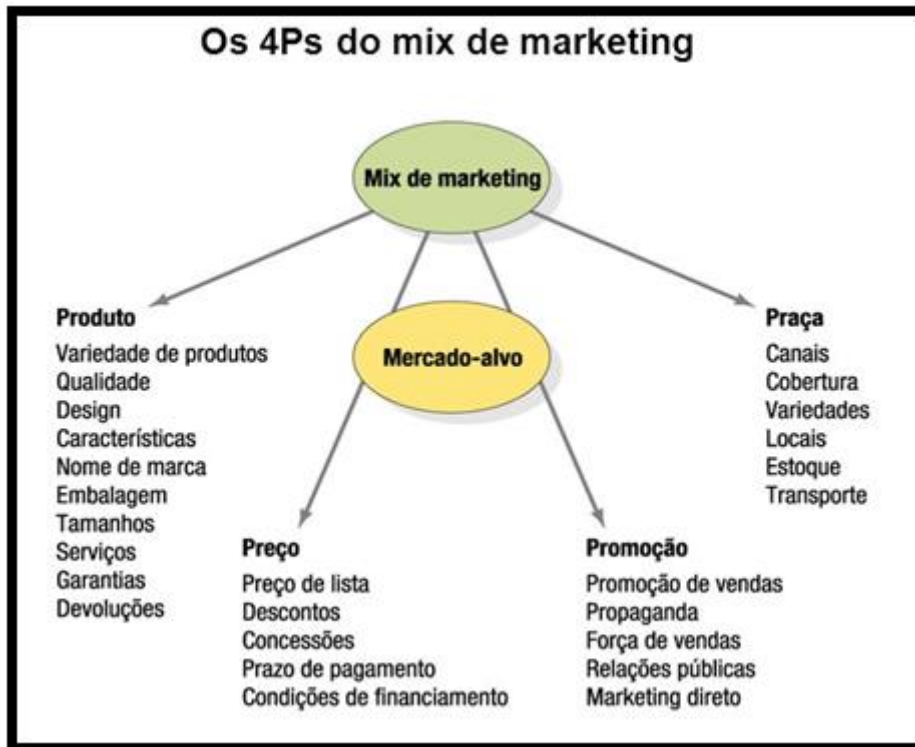 Os 4Ps do mix de marketing
Mix de marketing
Mercado-alvo
Produto
Variedade de produtos
Qualidade
Design
Características
Nome de marca
Embalagem
Tamanhos
Serviços
Garantias
Devoluções
Preço
Preço de lista
Descontos
Concessões
Prazo de pagamento
Condições de financiamento
Promoção
Promoção de vendas
Propaganda
Força de vendas
Relações públicas
Marketing direto
Praça
Canais
Cobertura
Variedades
Locais
Estoque
Transporte